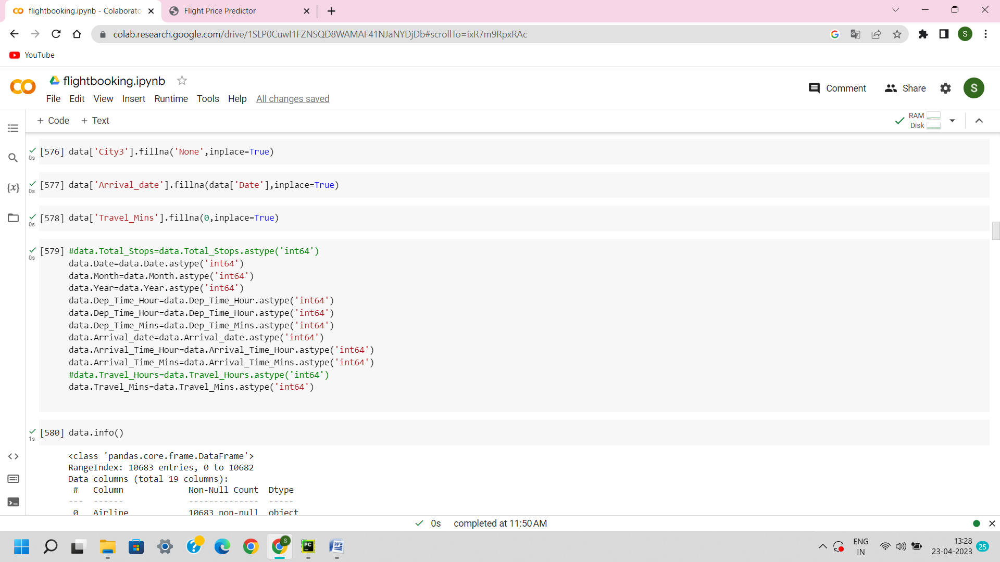 flightbooking.ipynb - Colaborato
Flight Price Predictor
colab.research.google.com/drive/1SLP0CuwI1FZNSQD8WAMAF41NJaNYDjDb#scrollTo=ixR7m9RpxRAc
S
YouTube
flightbooking.ipynb
File Edit View Insert Runtime Tools Help All changes saved
Comment
Share
S
+ Code + Text
RAM
Disk
{x}
[576] data['City3'].fillna('None',inplace=True)
0s
[577] data['Arrival_date'].fillna(data['Date'],inplace=True)
0s
[578] data['Travel_Mins'].fillna(0,inplace=True)
0s
[579] #data.Total_Stops=data.Total_Stops.astype('int64')
0s
data.Date=data.Date.astype('int64')
data.Month=data.Month.astype('int64')
data.Year=data.Year.astype('int64')
data.Dep_Time_Hour=data.Dep_Time_Hour.astype('int64')
data.Dep_Time_Hour=data.Dep_Time_Hour.astype('int64')
data.Dep_Time_Mins=data.Dep_Time_Mins.astype('int64')
data.Arrival_date=data.Arrival_date.astype('int64')
data.Arrival_Time_Hour=data.Arrival_Time_Hour.astype('int64')
data.Arrival_Time_Mins=data.Arrival_Time_Mins.astype('int64')
#data.Travel_Hours=data.Travel_Hours.astype('int64')
data.Travel_Mins=data.Travel_Mins.astype('int64')
[580] data.info()
1s
<class 'pandas.core.frame.DataFrame'>
RangeIndex: 10683 entries, 0 to 10682
Data columns (total 19 columns):
# Column Non-Null Count Dtype
--- ------ -------------- -----
0 Airline 10683 non-null object
0s completed at 11:50 AM
S
PC
W
ENG
IN
13:28
23-04-2023
25